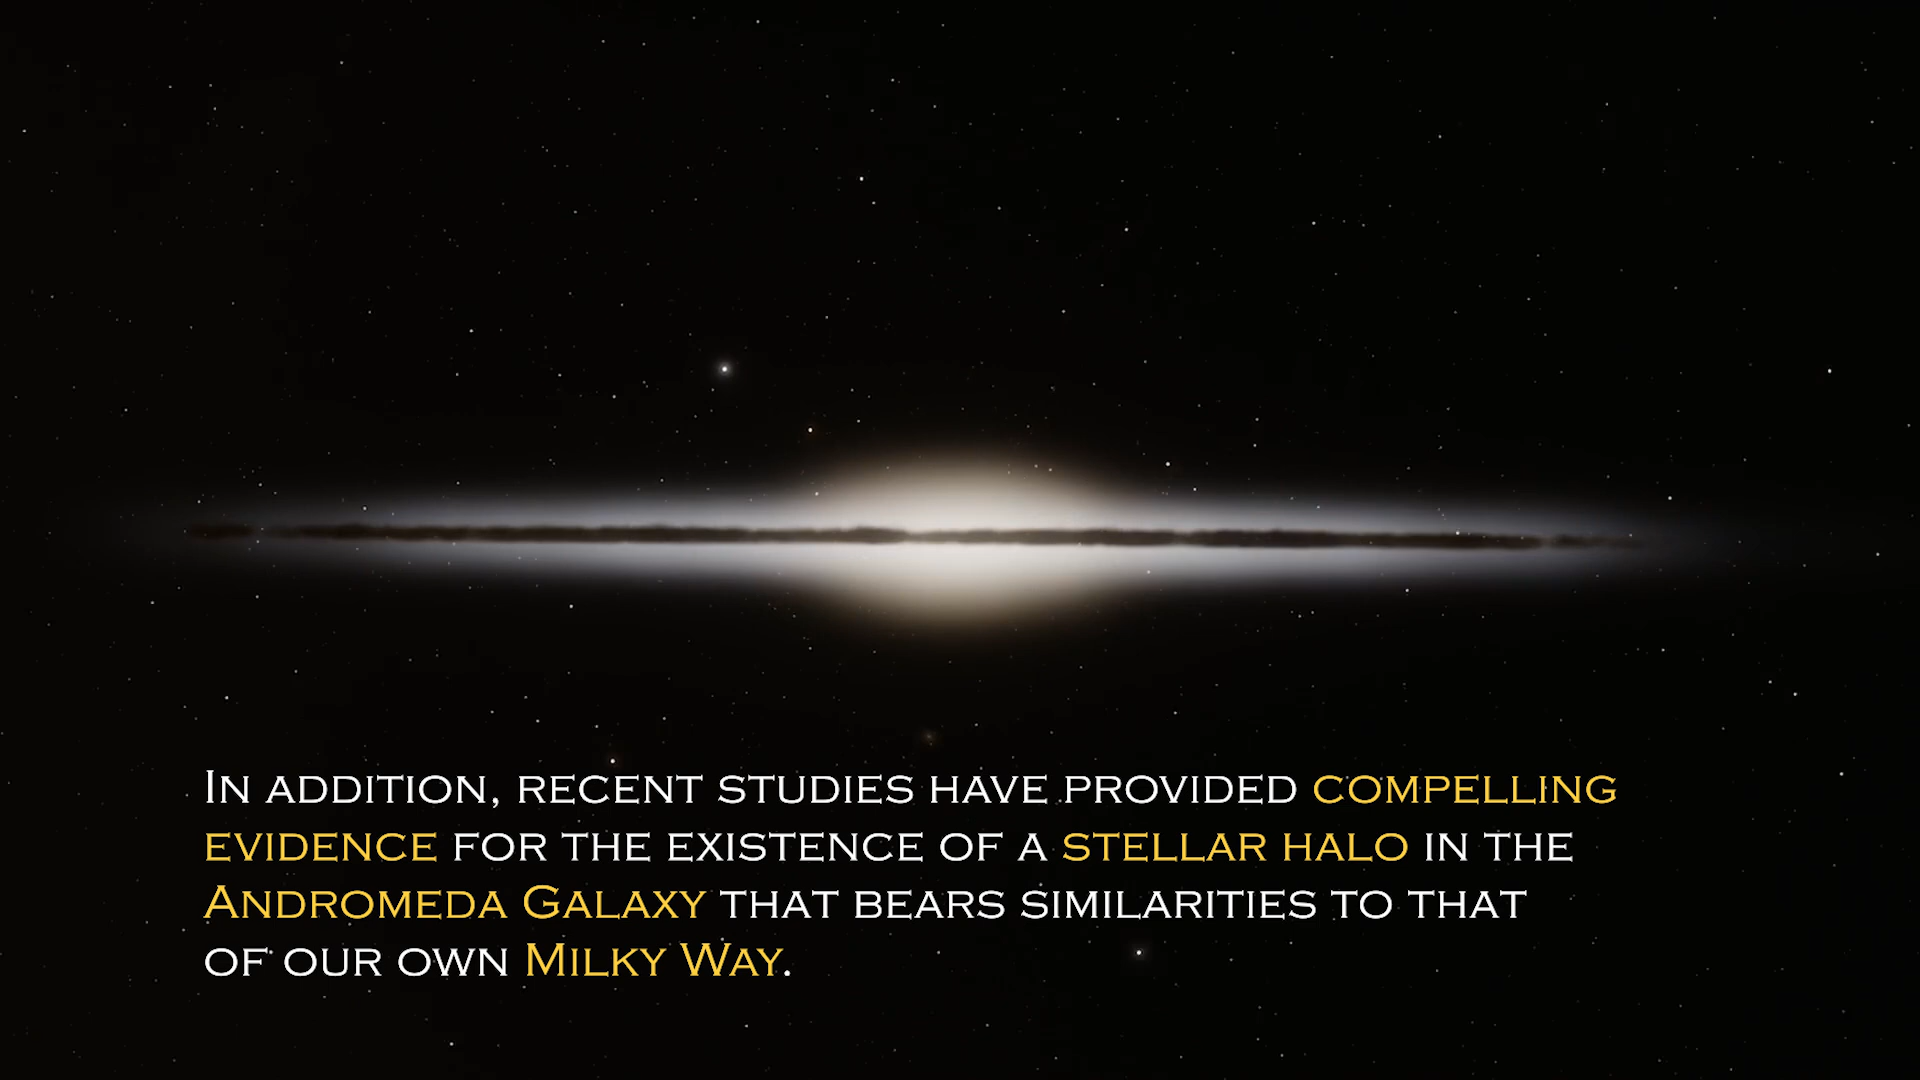 In addition, recent studies have provided compelling
evidence for the existence of a stellar halo in the
Andromeda Galaxy that bears similarities to that
of our own Milky Way.